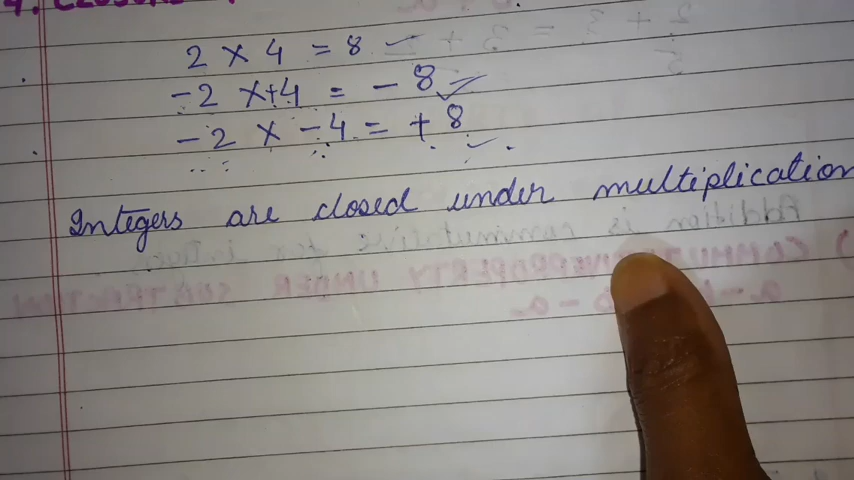 2 × 4 = 8
-2 × +4 = - 8
-2 × -4 = + 8
Integers are closed under multiplication